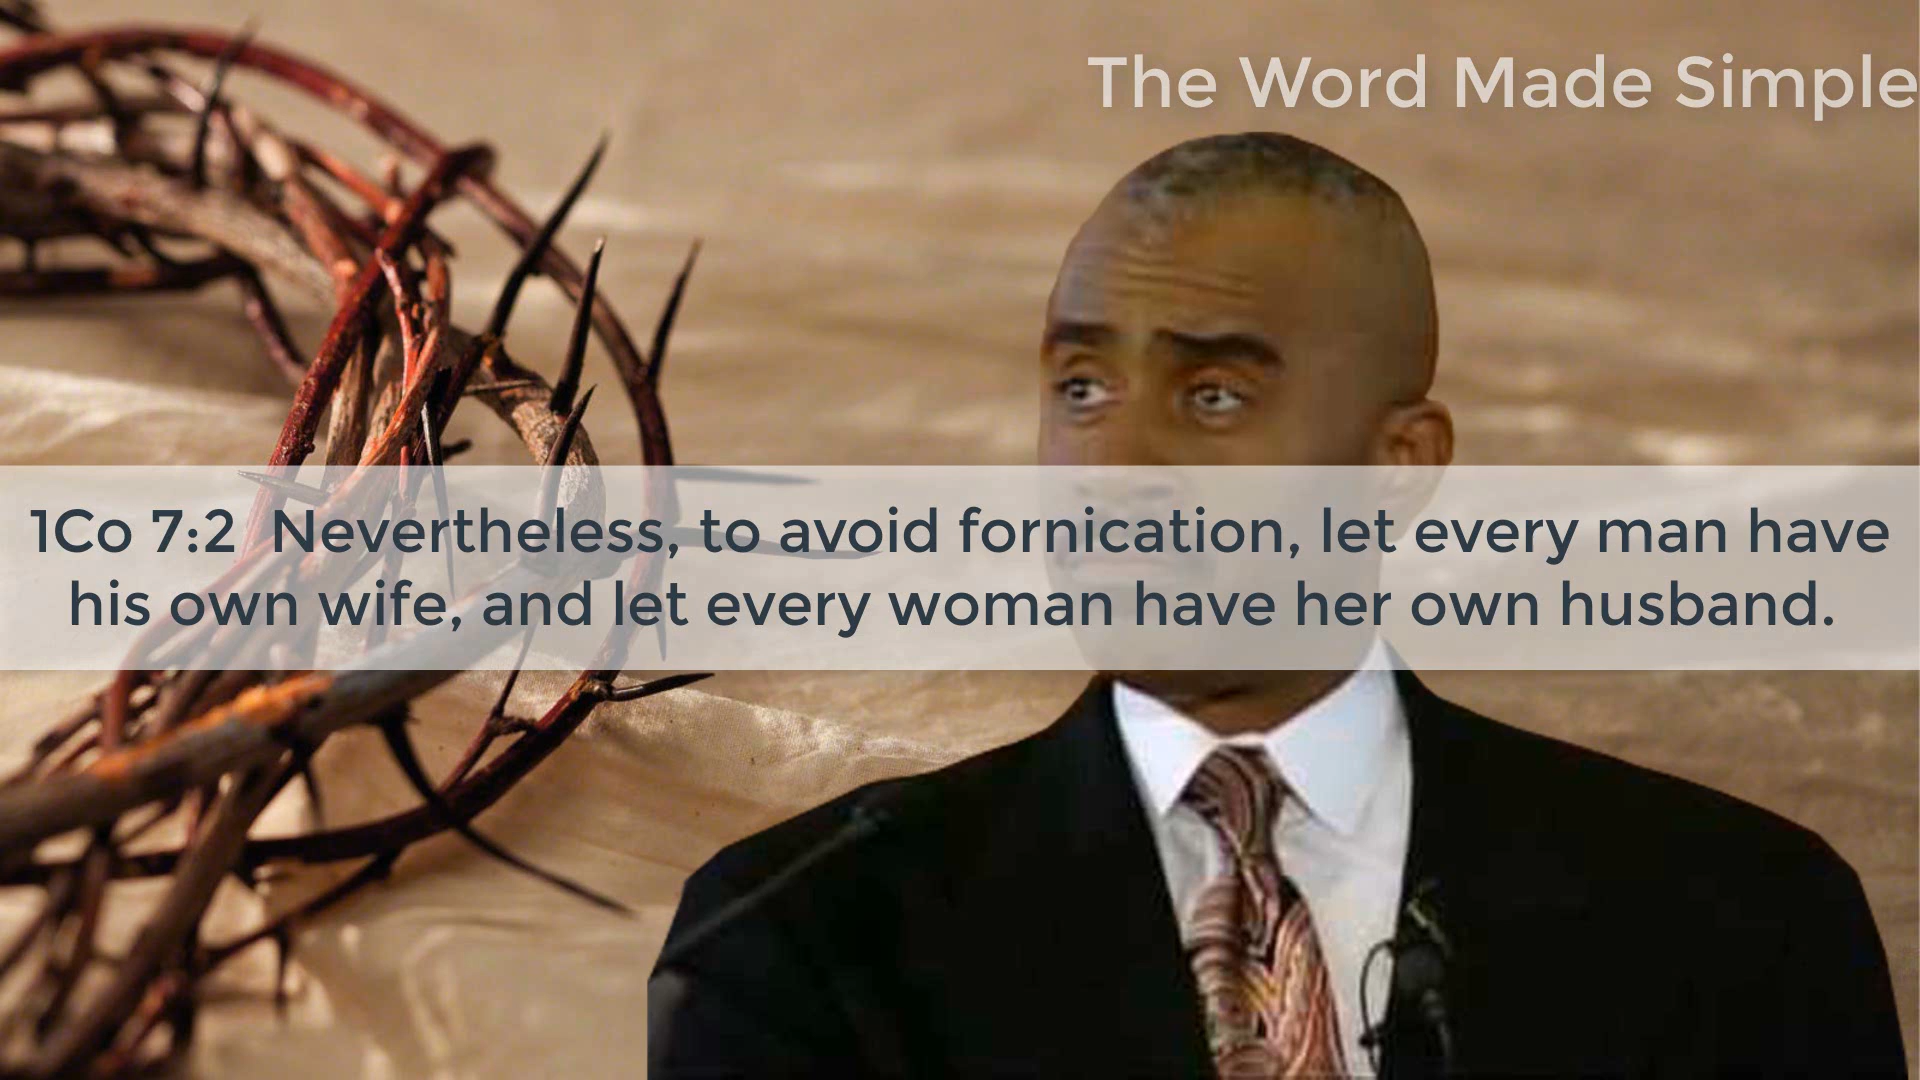 The Word Made Simple
1Co 7:2  Nevertheless, to avoid fornication, let every man have
his own wife, and let every woman have her own husband.